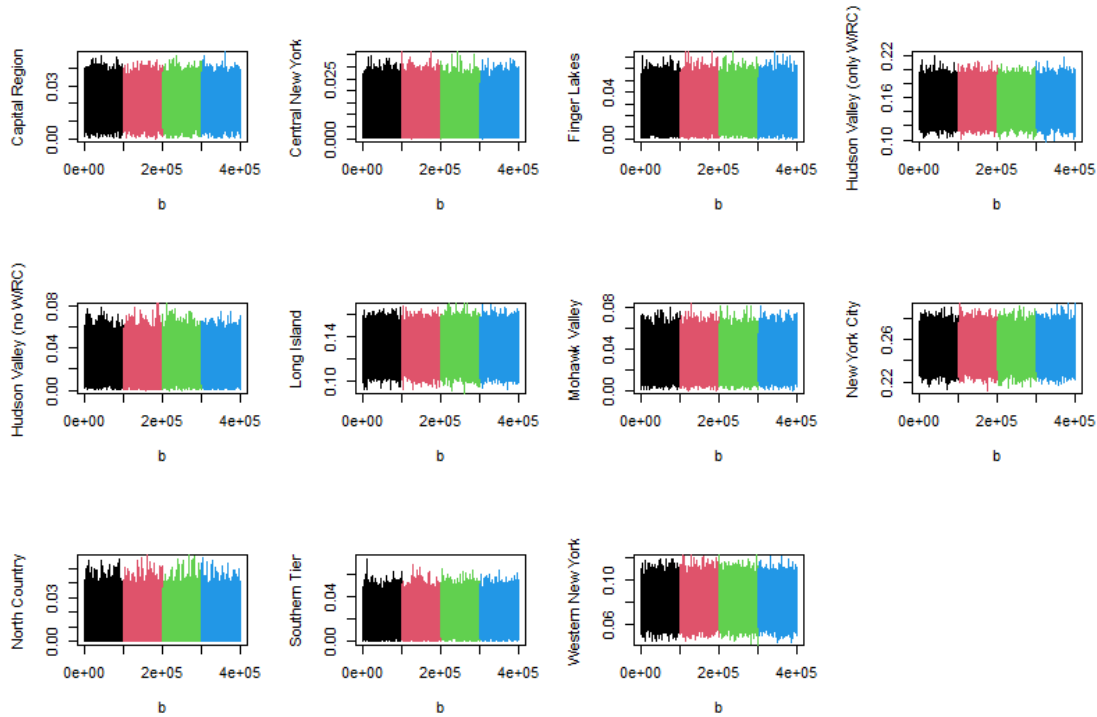 Capital Region
0.00 0.03
0e+00 2e+05 4e+05
b
Central New York
0.000 0.025
0e+00 2e+05 4e+05
b
Finger Lakes
0.00 0.04
0e+00 2e+05 4e+05
b
Hudson Valley (only W/RC)
0.10 0.16 0.22
0e+00 2e+05 4e+05
b
Hudson Valley (no W/RC)
0.00 0.04 0.08
0e+00 2e+05 4e+05
b
Long Island
0.10 0.14
0e+00 2e+05 4e+05
b
Mohawk Valley
0.00 0.04 0.08
0e+00 2e+05 4e+05
b
New York City
0.22 0.26
0e+00 2e+05 4e+05
b
North Country
0.00 0.03
0e+00 2e+05 4e+05
b
Southern Tier
0.00 0.04
0e+00 2e+05 4e+05
b
Western New York
0.06 0.10
0e+00 2e+05 4e+05
b